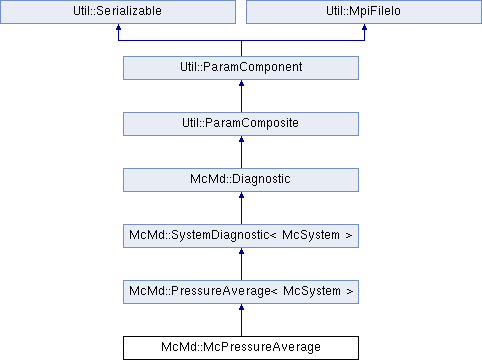 Util::Serializable
Util::MpiFileIo
Util::ParamComponent
Util::ParamComposite
McMd::Diagnostic
McMd::SystemDiagnostic< McSystem >
McMd::PressureAverage< McSystem >
McMd::McPressureAverage